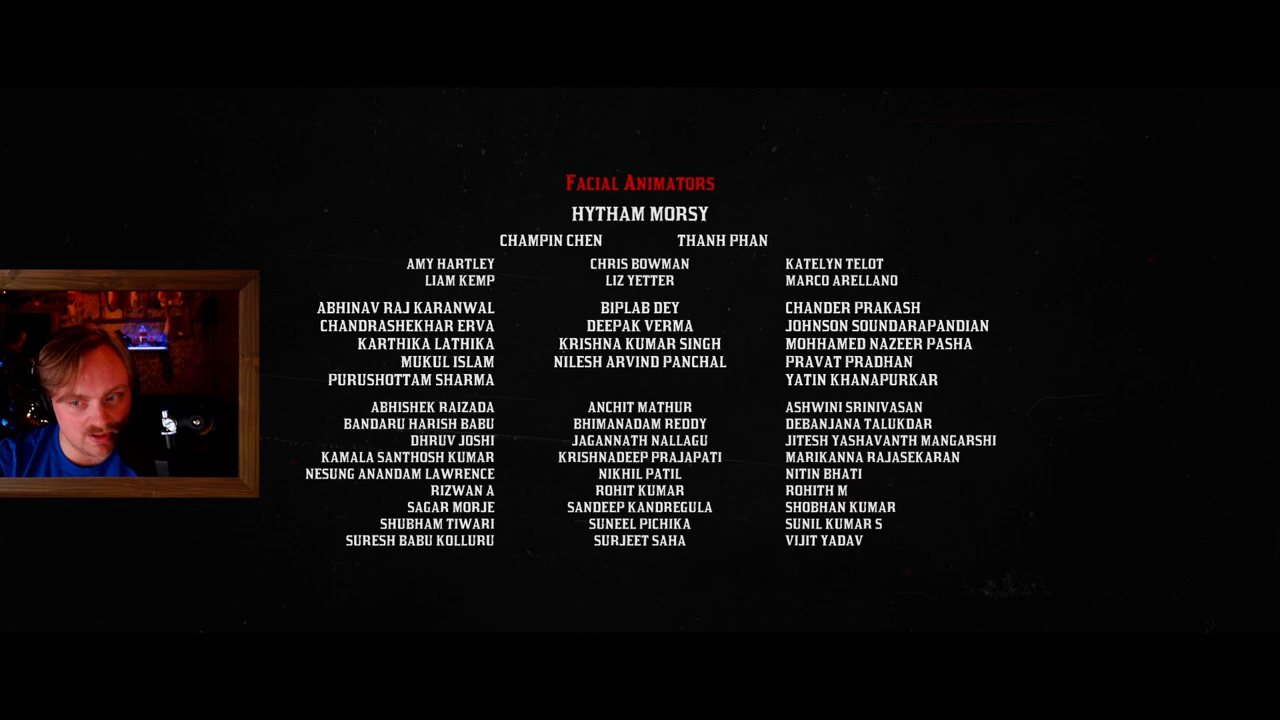 FACIAL ANIMATORS
HYTHAM MORSY
CHAMPIN CHEN THANH PHAN
AMY HARTLEY CHRIS BOWMAN KATELYN TELOT
LIAM KEMP LIZ YETTER MARCO ARELLANO
ABHINAV RAJ KARANWAL BIPLAB DEY CHANDER PRAKASH
CHANDRASHEKHAR ERVA DEEPAK VERMA JOHNSON SOUNDARAPANDIAN
KARTHIKA LATHIKA KRISHNA KUMAR SINGH MOHHAMED NAZEER PASHA
MUKUL ISLAM NILESH ARVIND PANCHAL PRAVAT PRADHAN
PURUSHOTTAM SHARMA YATIN KHANAPURKAR
ABHISHEK RAIZADA ANCHIT MATHUR ASHWINI SRINIVASAN
BANDARU HARISH BABU BHIMANADAM REDDY DEBANJANA TALUKDAR
DHRUV JOSHI JAGANNATH NALLAGU JITESH YASHAVANTH MANGARSHI
KAMALA SANTHOSH KUMAR KRISHNADEEP PRAJAPATI MARIKANNA RAJASEKARAN
NESUNG ANANDAM LAWRENCE NIKHIL PATIL NITIN BHATI
RIZWAN A ROHIT KUMAR ROHITH M
SAGAR MORJE SANDEEP KANDREGULA SHOBHAN KUMAR
SHUBHAM TIWARI SUNEEL PICHIKA SUNIL KUMAR S
SURESH BABU KOLLURU SURJEET SAHA VIJIT YADAV